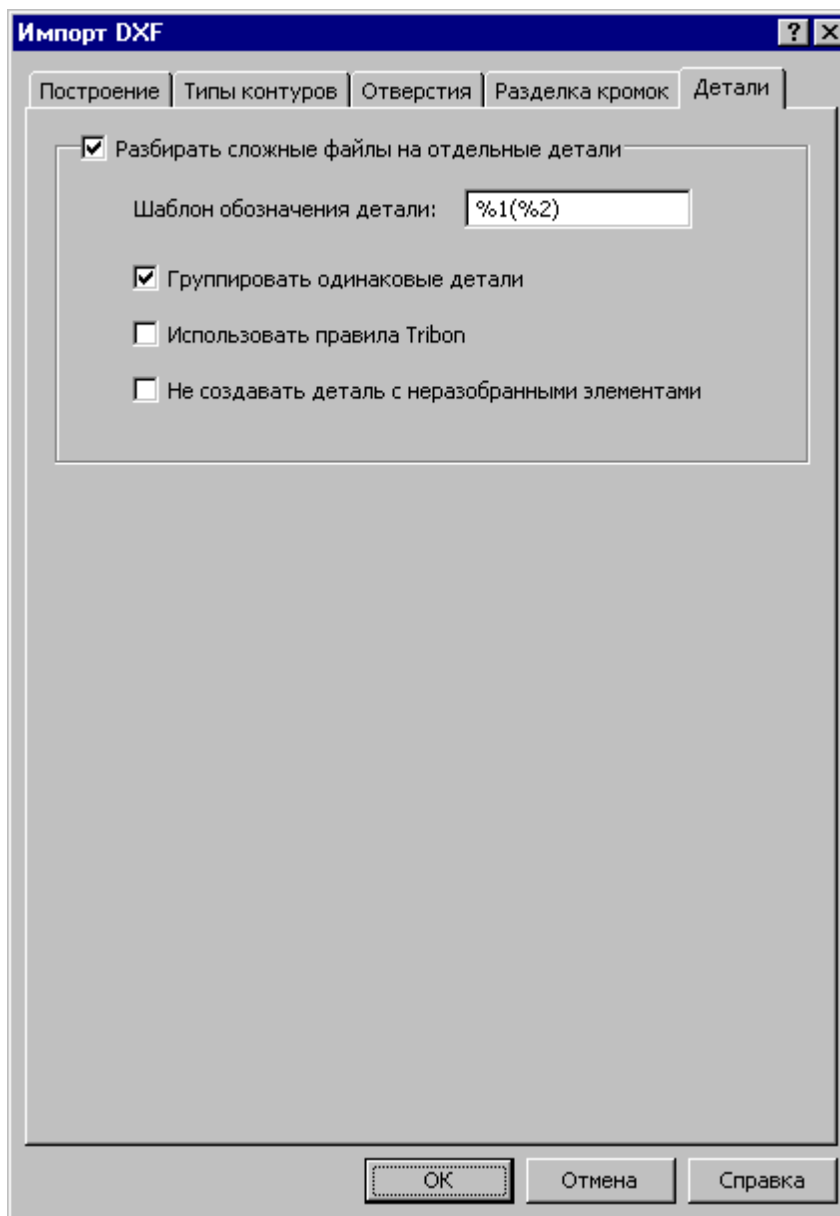 Импорт DXF
Построение Типы контуров Отверстия Разделка кромок Детали
Разбирать сложные файлы на отдельные детали
Шаблон обозначения детали: %1(%2)
Группировать одинаковые детали
Использовать правила Tribon
Не создавать деталь с неразобранными элементами
ОК Отмена Справка